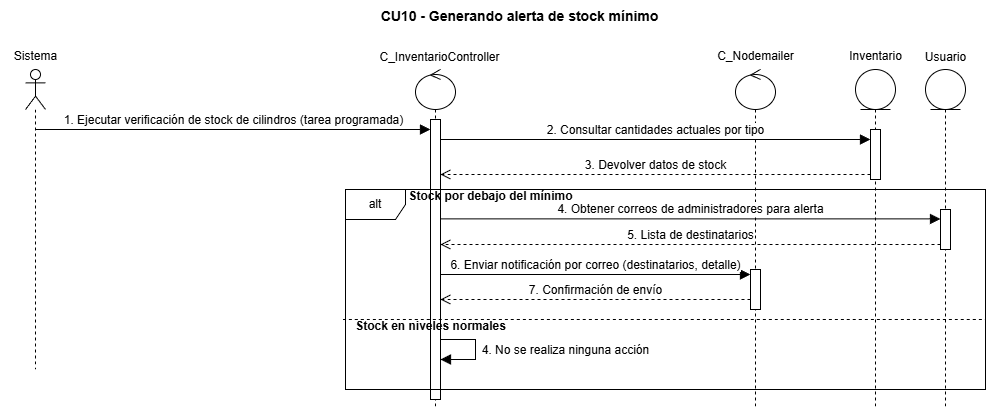 CU10 - Generando alerta de stock mínimo
Sistema
C_InventarioController
C_Nodemailer
Inventario
Usuario
1. Ejecutar verificación de stock de cilindros (tarea programada)
2. Consultar cantidades actuales por tipo
3. Devolver datos de stock
alt
Stock por debajo del mínimo
4. Obtener correos de administradores para alerta
5. Lista de destinatarios
6. Enviar notificación por correo (destinatarios, detalle)
7. Confirmación de envío
Stock en niveles normales
4. No se realiza ninguna acción